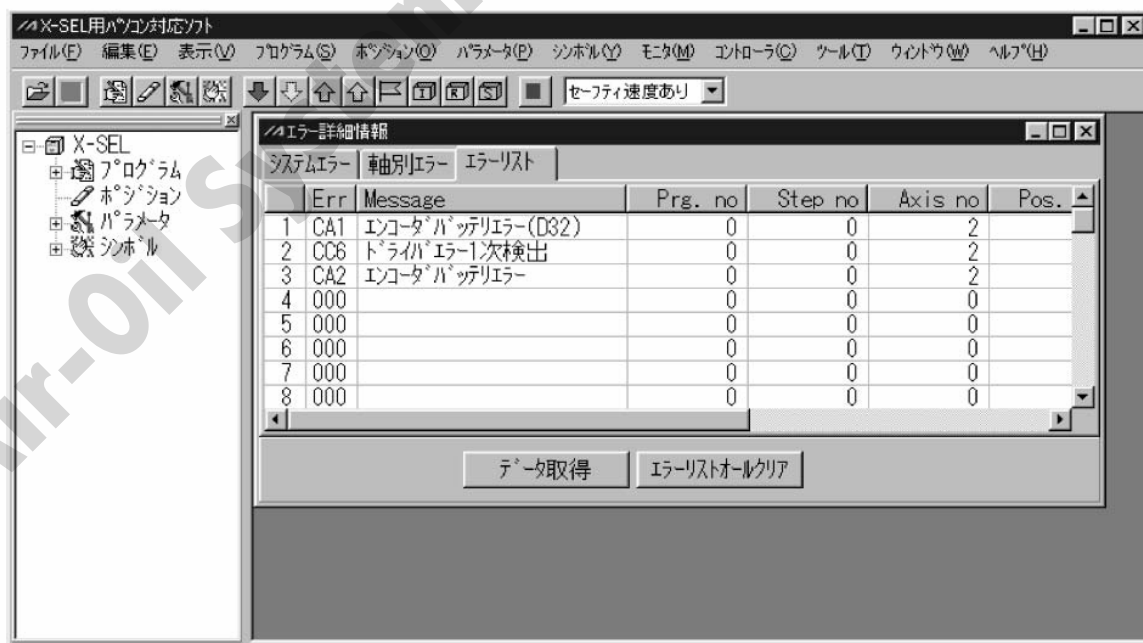 X-SEL用ﾊﾟｿｺﾝ対応ｿﾌﾄ
ﾌｧｲﾙ(F) 編集(E) 表示(V) ﾌﾟﾛｸﾞﾗﾑ(S) ﾎﾟｼﾞｼｮﾝ(O) ﾊﾟﾗﾒｰﾀ(P) ｼﾝﾎﾞﾙ(Y) ﾓﾆﾀ(M) ｺﾝﾄﾛｰﾗ(C) ﾂｰﾙ(T) ｳｨﾝﾄﾞｳ(W) ﾍﾙﾌﾟ(H)
ｾｰﾌﾃｨ速度あり
X-SEL
ﾌﾟﾛｸﾞﾗﾑ
ﾎﾟｼﾞｼｮﾝ
ﾊﾟﾗﾒｰﾀ
ｼﾝﾎﾞﾙ
ｴﾗｰ詳細情報
ｼｽﾃﾑｴﾗｰ 軸別ｴﾗｰ ｴﾗｰﾘｽﾄ
Err Message Prg. no Step no Axis no Pos.
1 CA1 ｴﾝｺｰﾀﾞﾊﾞｯﾃﾘｴﾗｰ(D32) 0 0 2
2 CC6 ﾄﾞﾗｲﾊﾞｴﾗｰ1次検出 0 0 2
3 CA2 ｴﾝｺｰﾀﾞﾊﾞｯﾃﾘｴﾗｰ 0 0 2
4 000 0 0 0
5 000 0 0 0
6 000 0 0 0
7 000 0 0 0
8 000 0 0 0
ﾃﾞｰﾀ取得 ｴﾗｰﾘｽﾄｵｰﾙｸﾘｱ
Air-Oil Systems